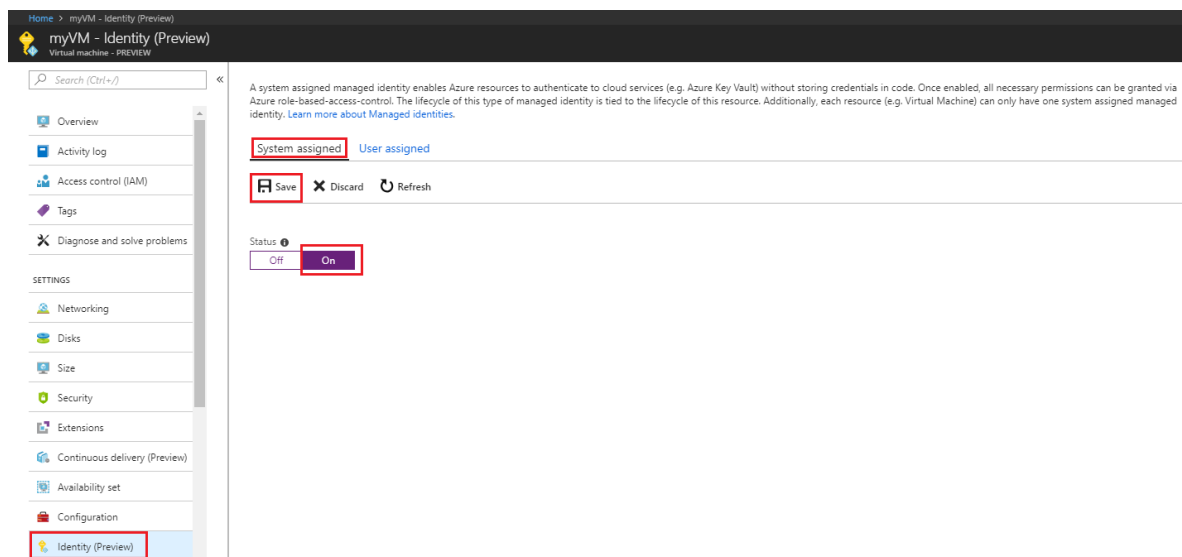 Home > myVM - Identity (Preview)
myVM - Identity (Preview)
Virtual machine - PREVIEW
Search (Ctrl+/)
«
Overview
Activity log
Access control (IAM)
Tags
Diagnose and solve problems
SETTINGS
Networking
Disks
Size
Security
Extensions
Continuous delivery (Preview)
Availability set
Configuration
Identity (Preview)
A system assigned managed identity enables Azure resources to authenticate to cloud services (e.g. Azure Key Vault) without storing credentials in code. Once enabled, all necessary permissions can be granted via
Azure role-based-access-control. The lifecycle of this type of managed identity is tied to the lifecycle of this resource. Additionally, each resource (e.g. Virtual Machine) can only have one system assigned managed
identity. Learn more about Managed identities.
System assigned User assigned
Save Discard Refresh
Status
Off On